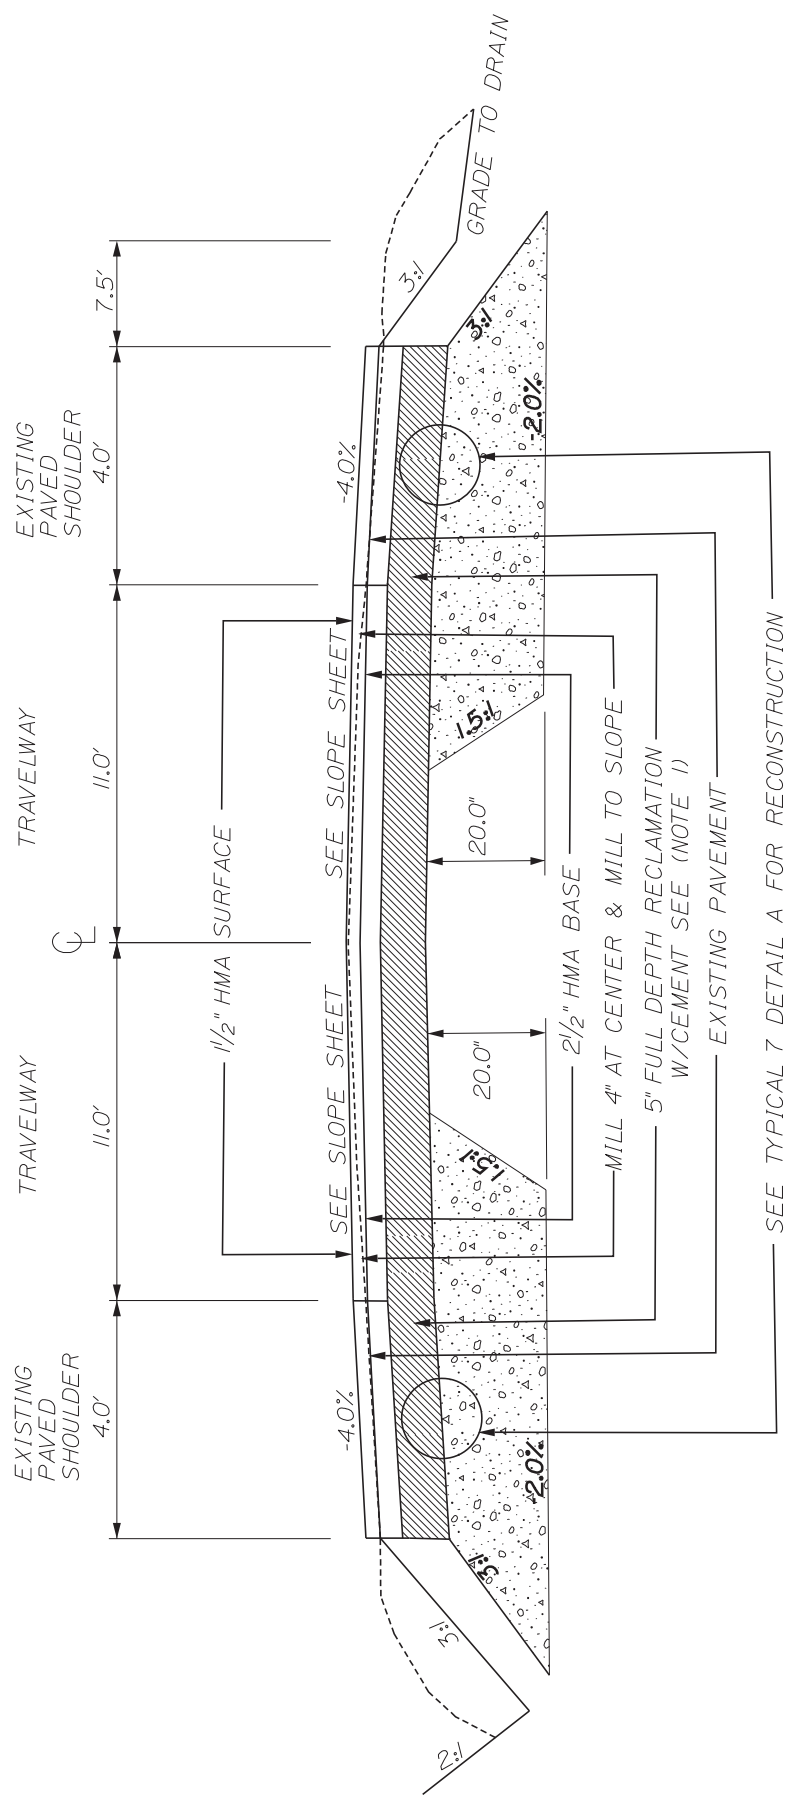 EXISTING
PAVED
SHOULDER
TRAVELWAY
CL
TRAVELWAY
EXISTING
PAVED
SHOULDER
4.0'
11.0'
11.0'
4.0'
7.5'
1½" HMA SURFACE
-4.0%
SEE SLOPE SHEET
SEE SLOPE SHEET
-4.0%
2:1
3:1
3:1
GRADE TO DRAIN
3:1
1.5:1
20.0"
20.0"
1.5:1
3:1
-2.0%
-2.0%
2½" HMA BASE
MILL 4" AT CENTER & MILL TO SLOPE
5" FULL DEPTH RECLAMATION
W/CEMENT SEE (NOTE 1)
EXISTING PAVEMENT
SEE TYPICAL 7 DETAIL A FOR RECONSTRUCTION